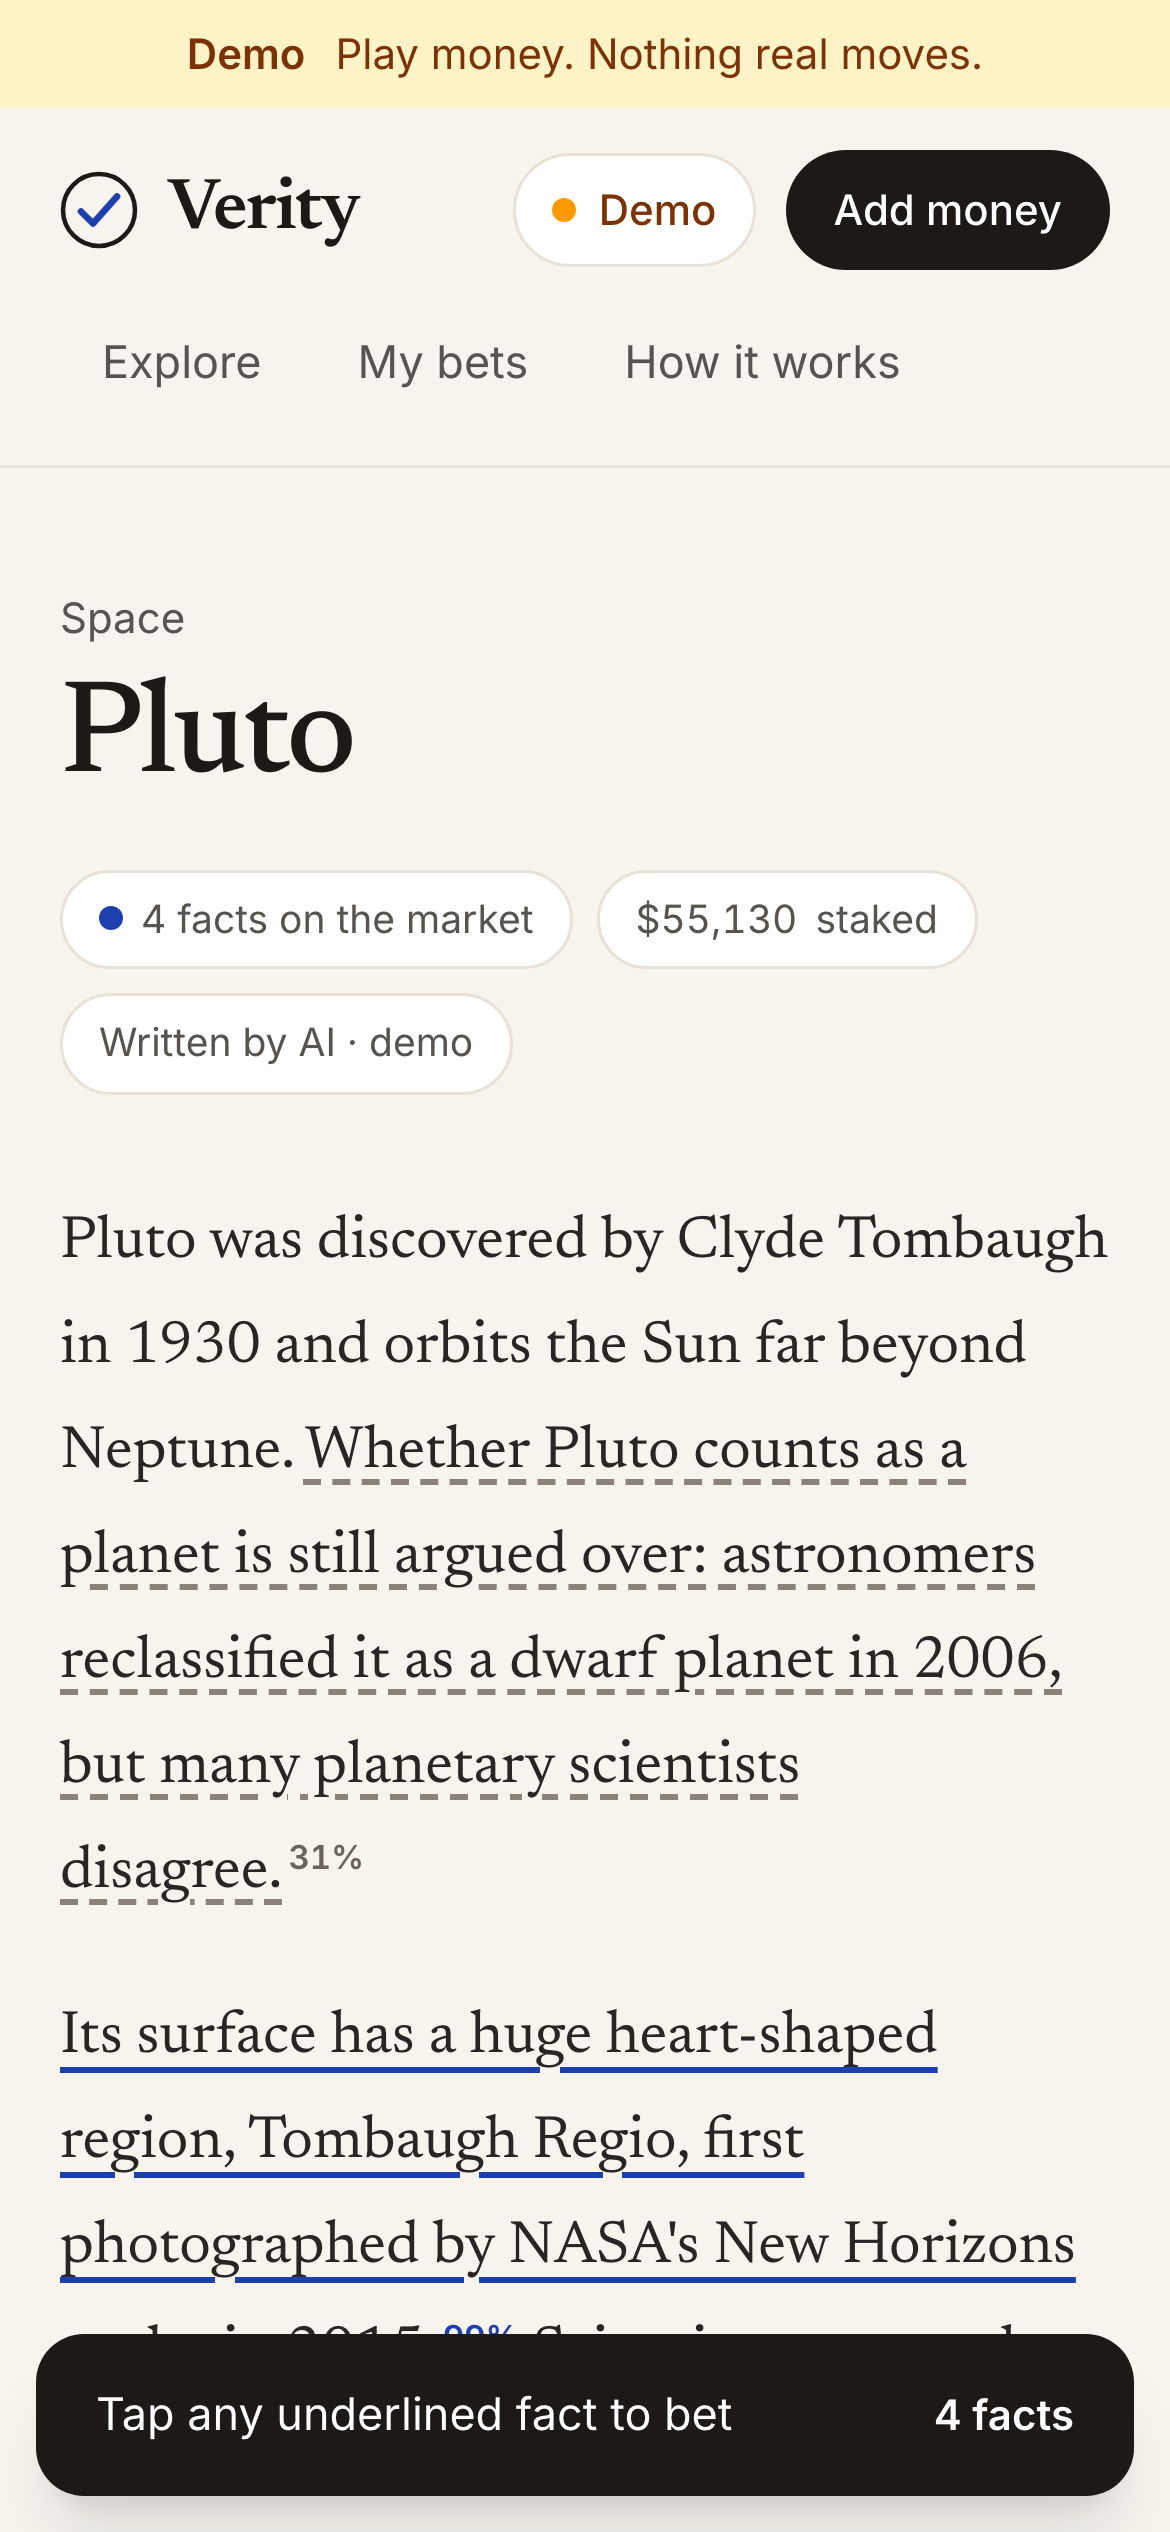 Demo Play money. Nothing real moves.
Verity
Demo
Add money
Explore My bets How it works
Space
Pluto
4 facts on the market
$55,130 staked
Written by AI · demo
Pluto was discovered by Clyde Tombaugh
in 1930 and orbits the Sun far beyond
Neptune. Whether Pluto counts as a
planet is still argued over: astronomers
reclassified it as a dwarf planet in 2006,
but many planetary scientists
disagree. 31%
Its surface has a huge heart-shaped
region, Tombaugh Regio, first
photographed by NASA's New Horizons
in 2015.
Tap any underlined fact to bet
4 facts